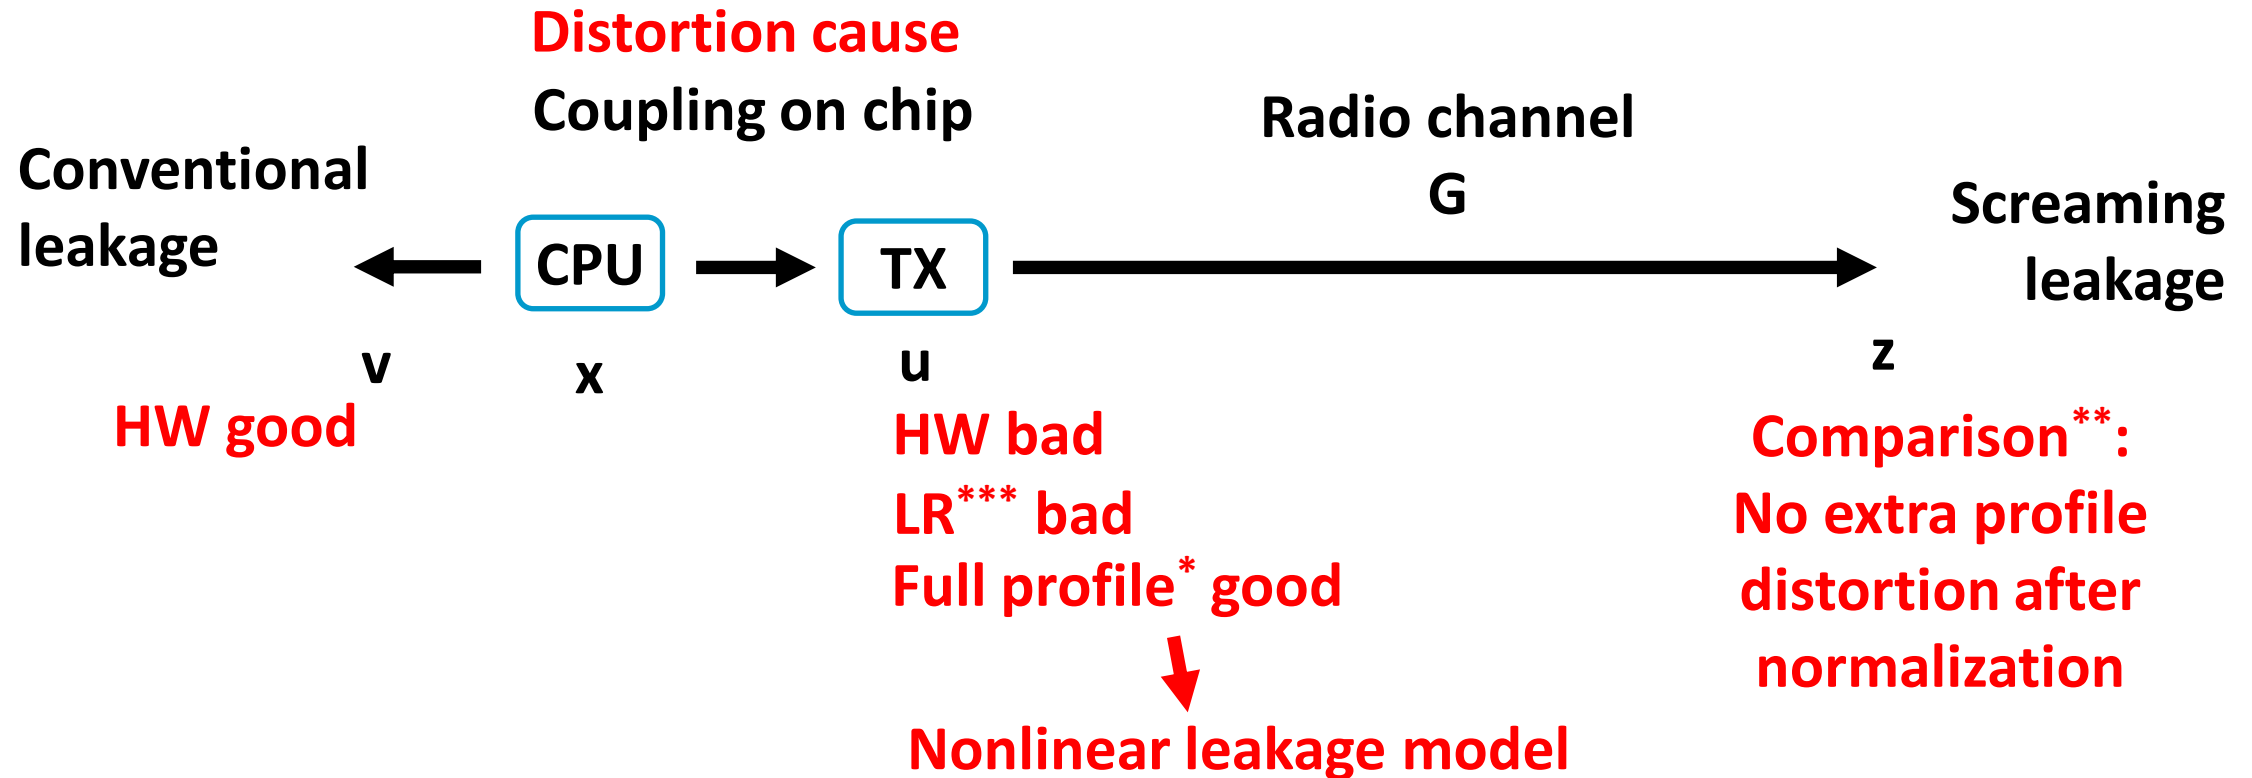 Distortion cause
Coupling on chip
Radio channel
G
Conventional
leakage
Screaming
leakage
CPU
TX
v
x
u
z
HW good
HW bad
LR*** bad
Full profile* good
Nonlinear leakage model
Comparison**:
No extra profile
distortion after
normalization